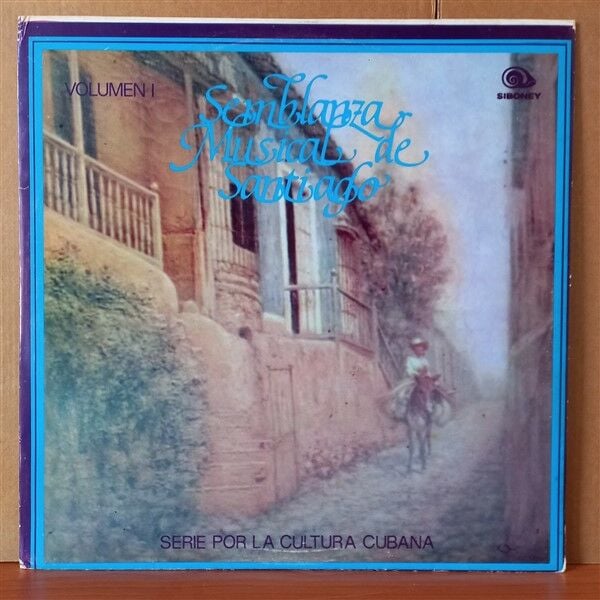 VOLUMEN I
Semblanza
Musical de
Santiago
SIBONEY
SERIE POR LA CULTURA CUBANA